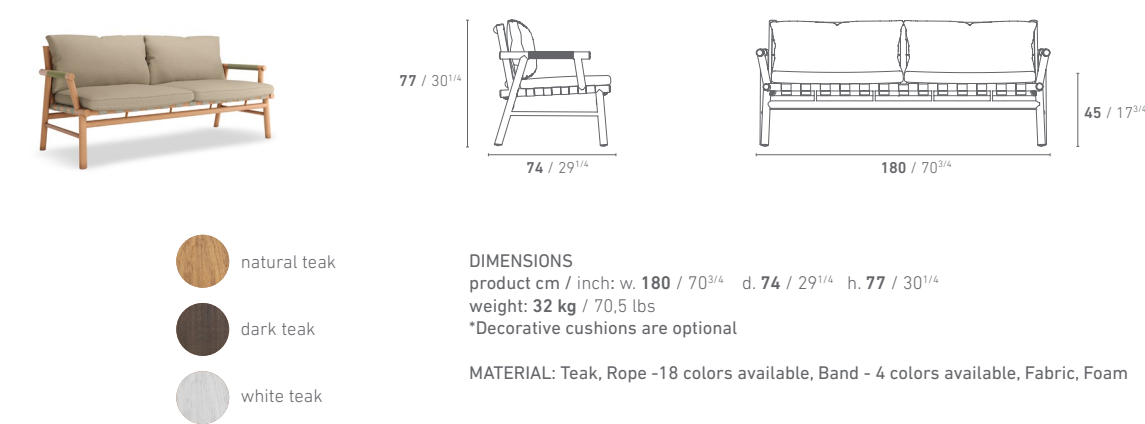 77 / 30 1/4
74 / 29 1/4
180 / 70 3/4
45 / 17 3/4
natural teak
dark teak
white teak
DIMENSIONS
product cm / inch: w. 180 / 70 3/4 d. 74 / 29 1/4 h. 77 / 30 1/4
weight: 32 kg / 70,5 lbs
*Decorative cushions are optional
MATERIAL: Teak, Rope -18 colors available, Band - 4 colors available, Fabric, Foam